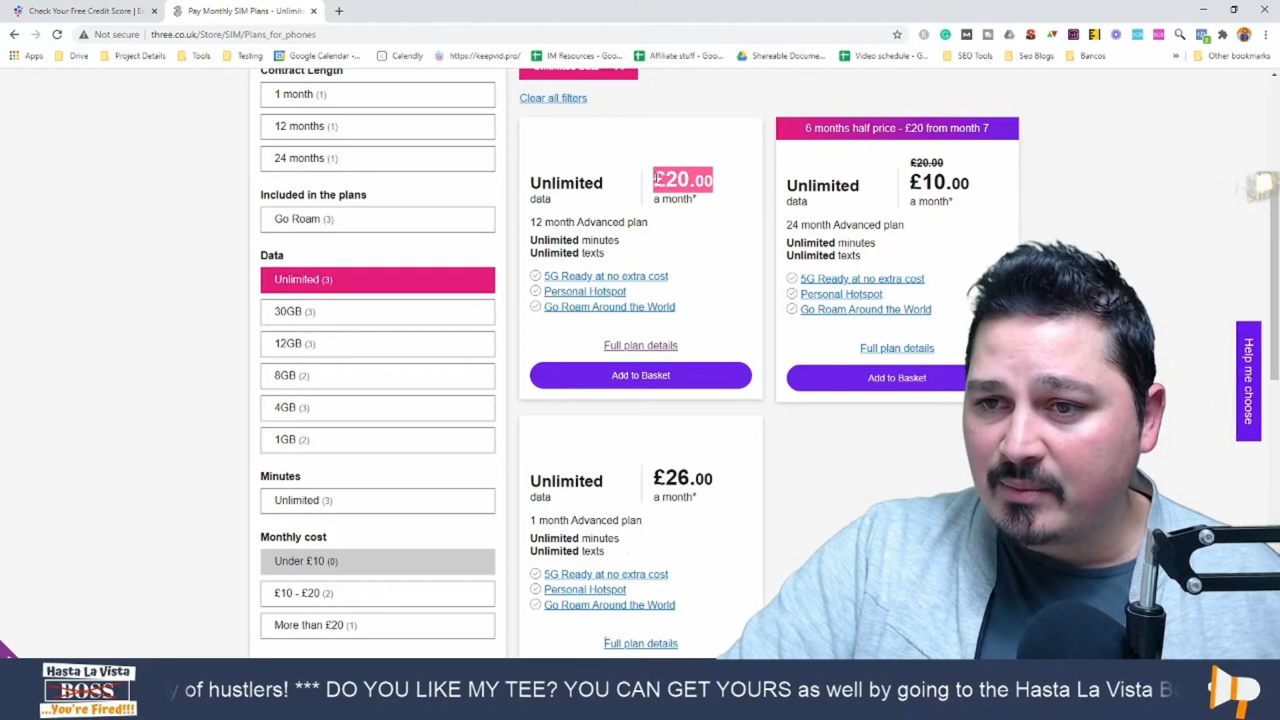 Check Your Free Credit Score | E
Pay Monthly SIM Plans - Unlimite
Not secure
three.co.uk/Store/SIM/Plans_for_phones
Apps
Drive
Project Details
Tools
Testing
Google Calendar -...
Calendly
https://keepvid.pro/
IM Resources - Goo...
Affiliate stuff - Goo...
Shareable Docume...
Video schedule - G...
SEO Tools
Seo Blogs
Bancos
Other bookmarks
Contract Length
1 month (1)
12 months (1)
24 months (1)
Included in the plans
Go Roam (3)
Data
Unlimited (3)
30GB (3)
12GB (3)
8GB (2)
4GB (3)
1GB (2)
Minutes
Unlimited (3)
Monthly cost
Under £10 (0)
£10 - £20 (2)
More than £20 (1)
Clear all filters
Unlimited
data
£20.00
a month*
12 month Advanced plan
Unlimited minutes
Unlimited texts
5G Ready at no extra cost
Personal Hotspot
Go Roam Around the World
Full plan details
Add to Basket
6 months half price - £20 from month 7
Unlimited
data
£20.00
£10.00
a month*
24 month Advanced plan
Unlimited minutes
Unlimited texts
5G Ready at no extra cost
Personal Hotspot
Go Roam Around the World
Full plan details
Add to Basket
Unlimited
data
£26.00
a month*
1 month Advanced plan
Unlimited minutes
Unlimited texts
5G Ready at no extra cost
Personal Hotspot
Go Roam Around the World
Full plan details
Help me choose
Hasta La Vista
BOSS
...You're Fired!!!
y of hustlers! *** DO YOU LIKE MY TEE? YOU CAN GET YOURS as well by going to the Hasta La Vista B